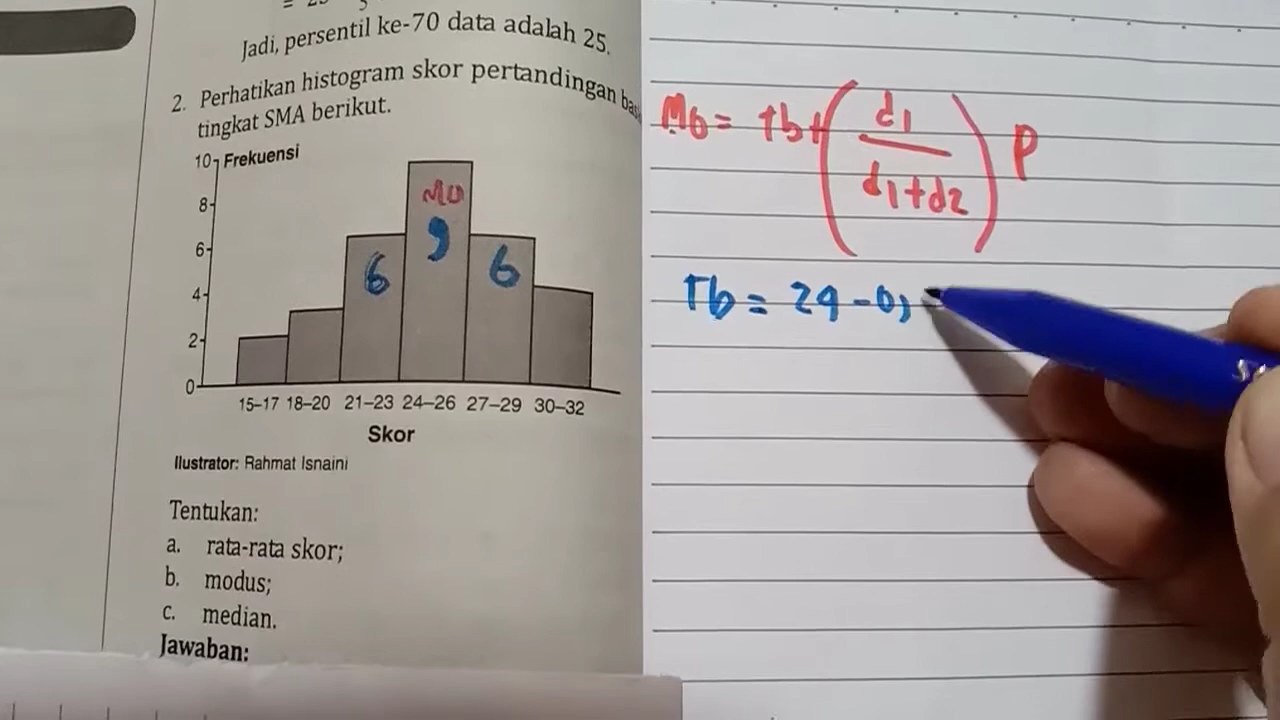 Jadi, persentil ke-70 data adalah 25.
2. Perhatikan histogram skor pertandingan bas
tingkat SMA berikut.
10 Frekuensi
8
6
4
2
0
Mo
6 9 6
15–17 18–20 21–23 24–26 27–29 30–32
Skor
Ilustrator: Rahmat Isnaini
Tentukan:
a. rata-rata skor;
b. modus;
c. median.
Jawaban:
Mo = tb + (d1 / d1+d2) P
Tb = 24 - 0,